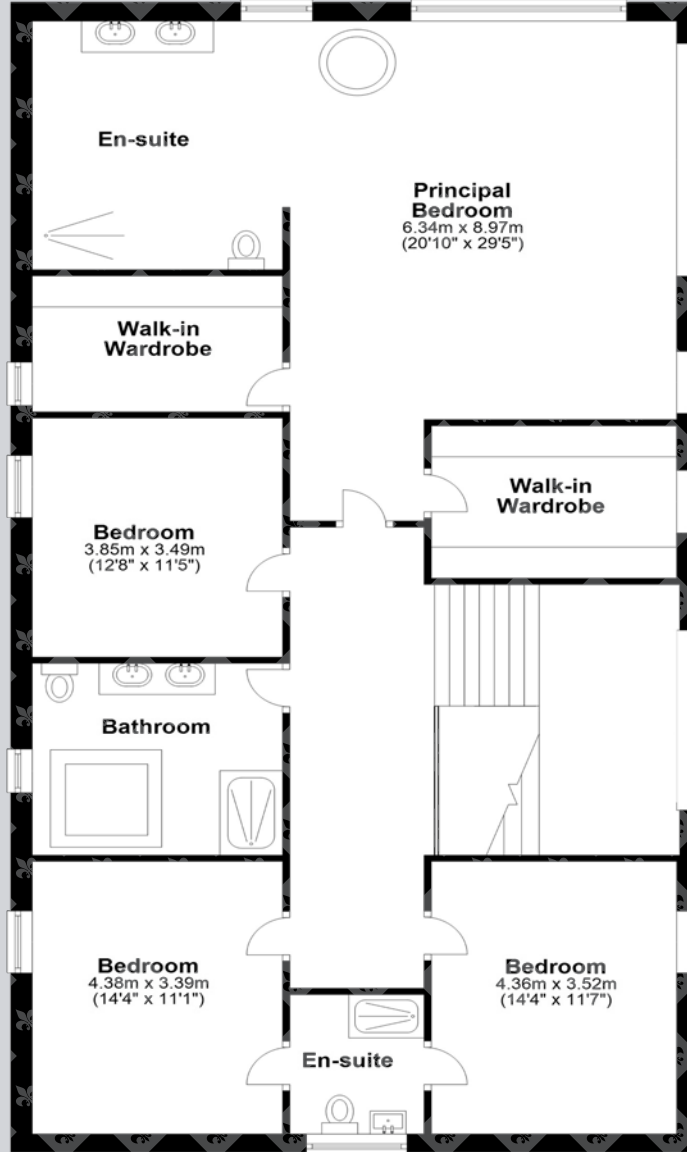 En-suite
Principal
Bedroom
6.34m x 8.97m
(20'10" x 29'5")
Walk-in
Wardrobe
Walk-in
Wardrobe
Bedroom
3.85m x 3.49m
(12'8" x 11'5")
Bathroom
Bedroom
4.38m x 3.39m
(14'4" x 11'1")
Bedroom
4.36m x 3.52m
(14'4" x 11'7")
En-suite